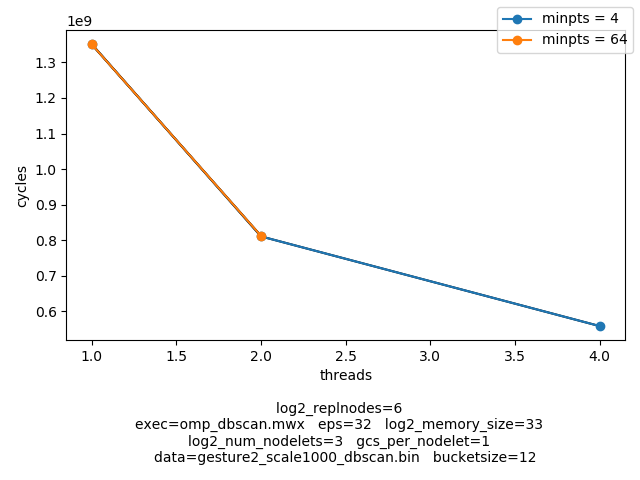 1e9
minpts = 4
minpts = 64
1.3
1.2
1.1
1.0
0.9
0.8
0.7
0.6
cycles
1.0 1.5 2.0 2.5 3.0 3.5 4.0
threads
log2_replnodes=6
exec=omp_dbscan.mwx eps=32 log2_memory_size=33
log2_num_nodelets=3 gcs_per_nodelet=1
data=gesture2_scale1000_dbscan.bin bucketsize=12